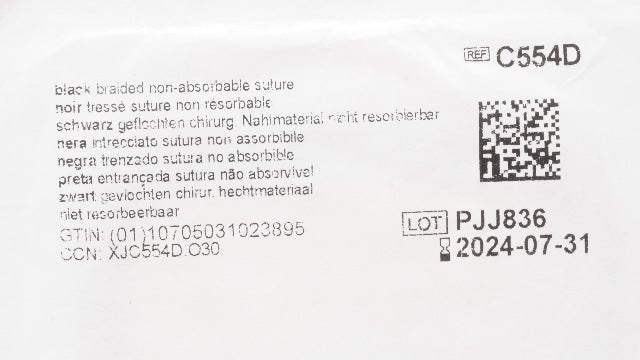 REF C554D
black braided non-absorbable suture
noir tressé suture non résorbable
schwarz geflochten chirurg. Nahtmaterial nicht resorbierbar
nera intrecciato sutura non assorbibile
negra trenzado sutura no absorbible
preta entrançada sutura não absorvível
zwart gevlochten chirur. hechtmateriaal
niet resorbeerbaar
GTIN: (01)10705031023895
CCN: XJC554D.O30
LOT PJJ836
2024-07-31